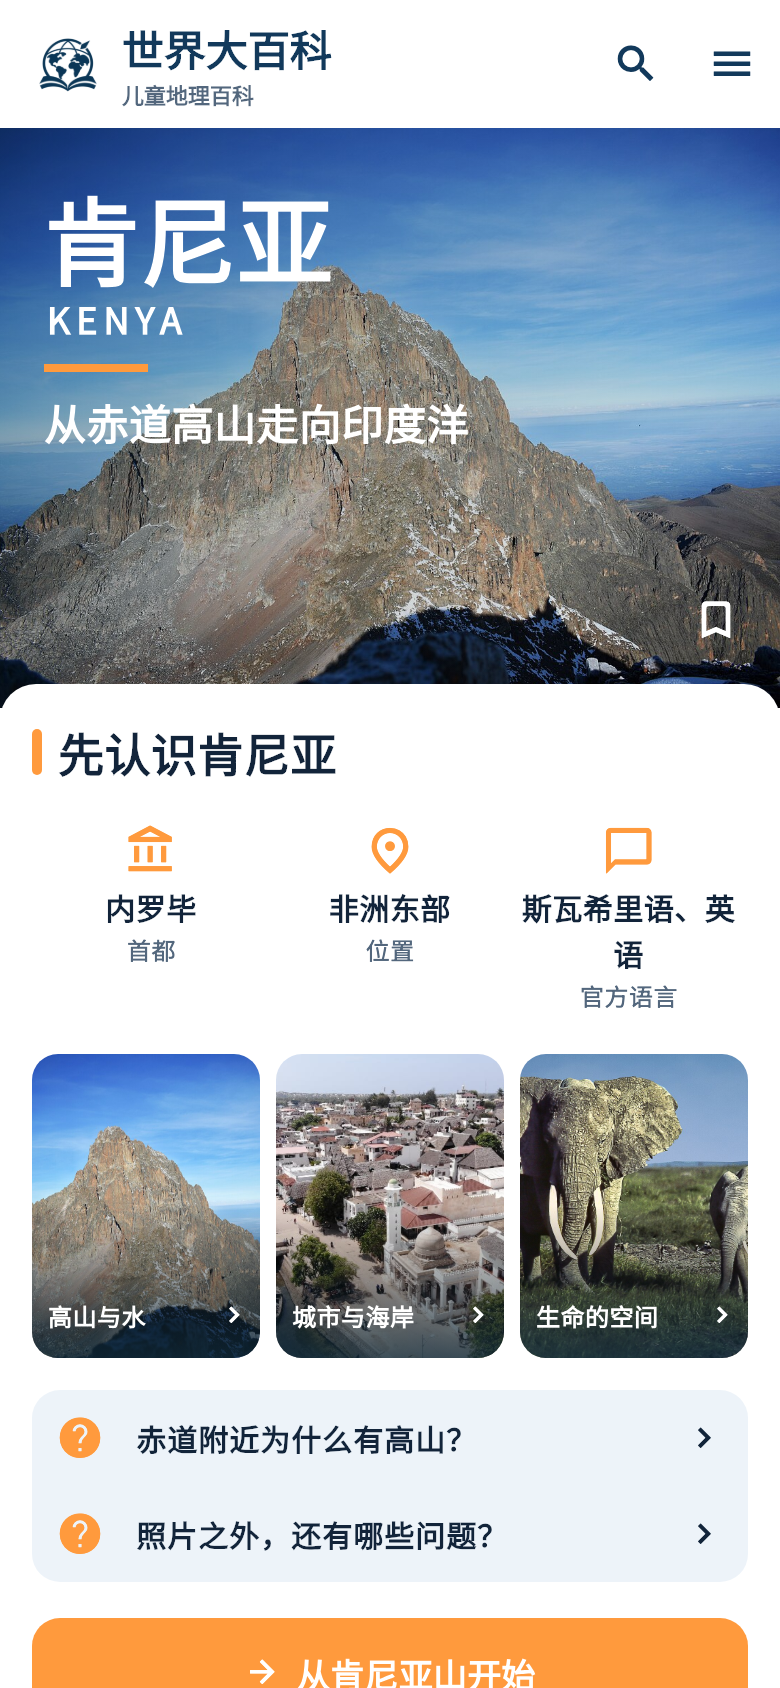 世界大百科
儿童地理百科
肯尼亚
KENYA
从赤道高山走向印度洋
先认识肯尼亚
内罗毕
首都
非洲东部
位置
斯瓦希里语、英
语
官方语言
高山与水
城市与海岸
生命的空间
赤道附近为什么有高山？
照片之外，还有哪些问题？
从肯尼亚山开始